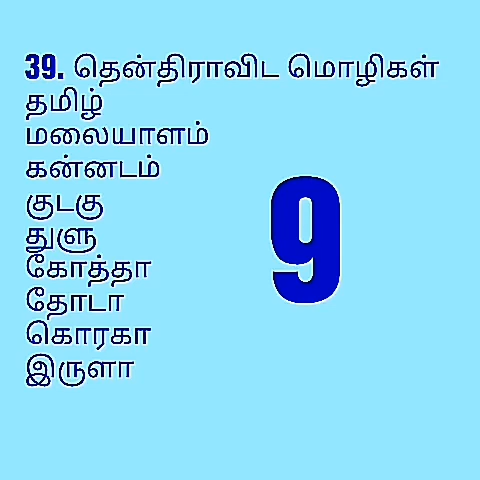 39. தென்திராவிட மொழிகள்
தமிழ்
மலையாளம்
கன்னடம்
குடகு
துளு
கோத்தா
தோடா
கொரகா
இருளா
9